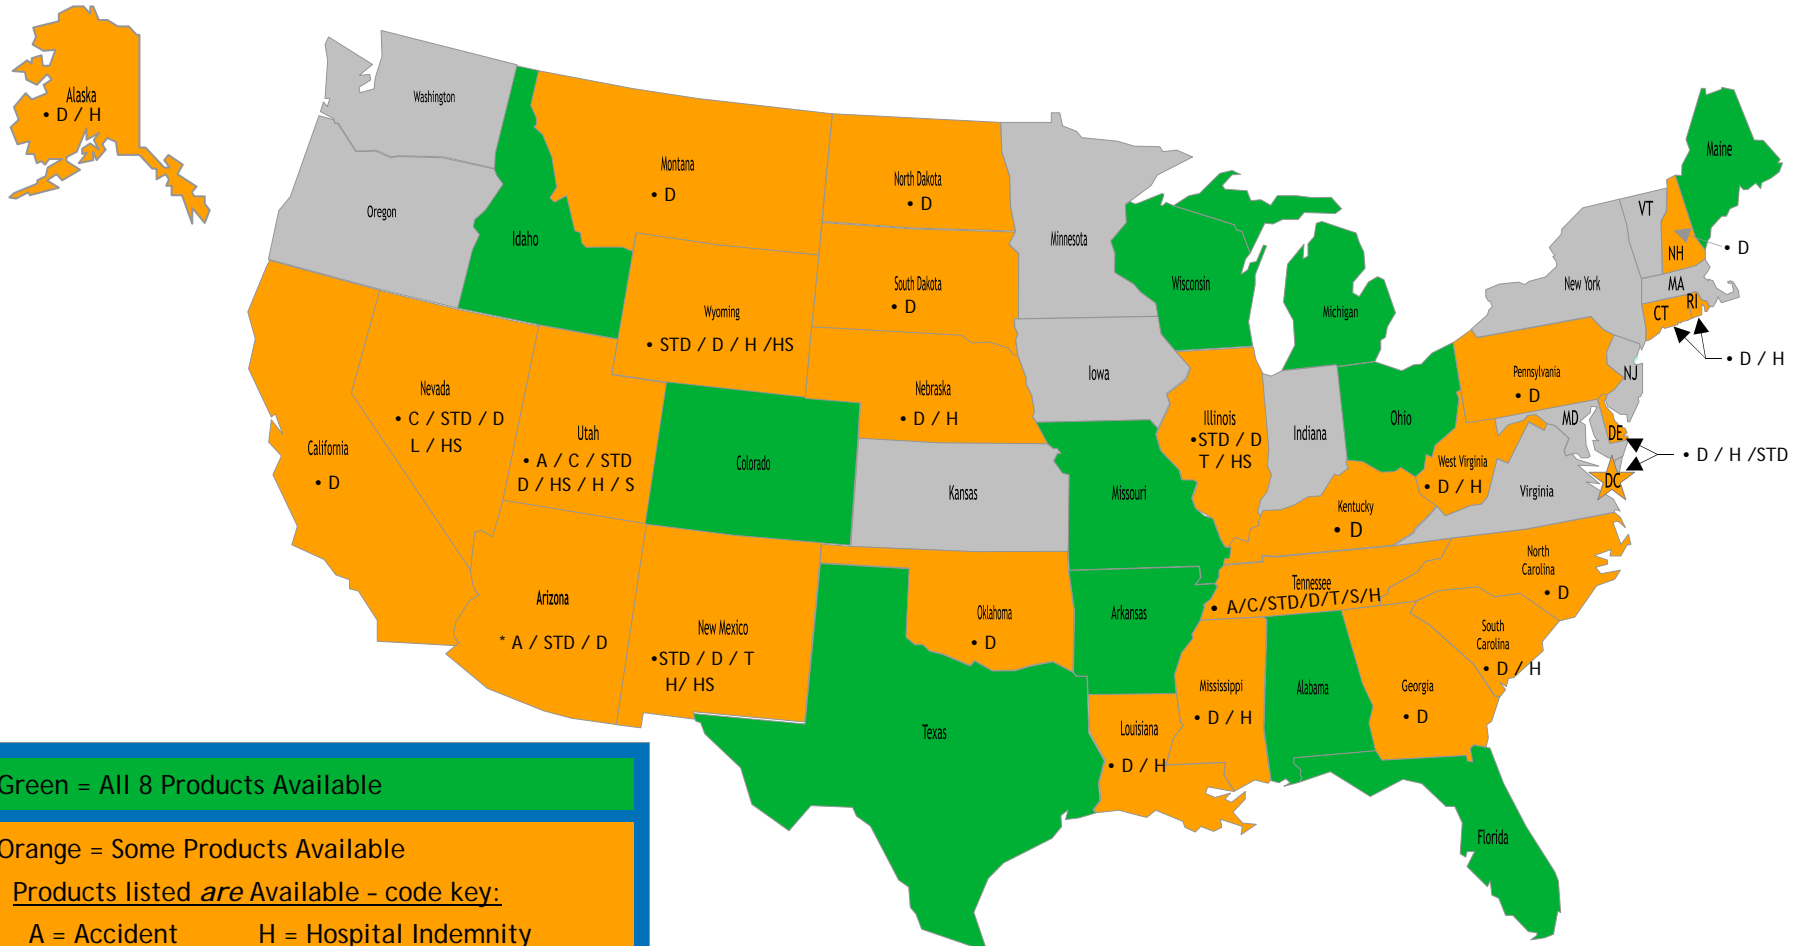 Alaska
• D / H
Washington
Oregon
Idaho
Montana
• D
North Dakota
• D
Minnesota
South Dakota
• D
Wyoming
• STD / D / H /HS
Nebraska
• D / H
Iowa
Wisconsin
Michigan
Maine
VT
NH
• D
New York
MA
CT
RI
• D / H
Pennsylvania
• D
NJ
MD
DE
DC
• D / H /STD
California
• D
Nevada
• C / STD / D
L / HS
Utah
• A / C / STD
D / HS / H / S
Colorado
Kansas
Missouri
Illinois
•STD / D
T / HS
Indiana
Ohio
West Virginia
• D / H
Virginia
Kentucky
• D
Arizona
* A / STD / D
New Mexico
•STD / D / T
H/ HS
Oklahoma
• D
Arkansas
Tennessee
• A/C/STD/D/T/S/H
North
Carolina
• D
South
Carolina
• D / H
Texas
Louisiana
• D / H
Mississippi
• D / H
Alabama
Georgia
• D
Florida
Green = All 8 Products Available
Orange = Some Products Available
Products listed are Available – code key:
A = Accident H = Hospital Indemnity